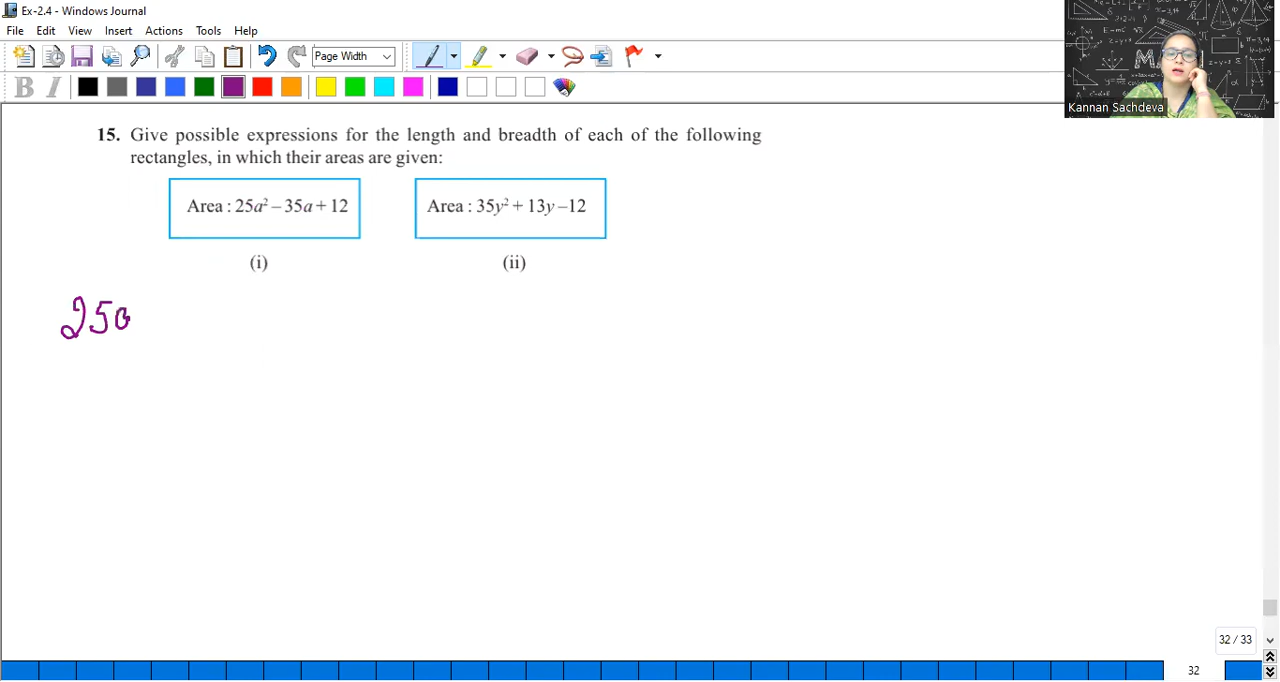 Ex-2.4 - Windows Journal
File Edit View Insert Actions Tools Help
Page Width
B I
Kannan Sachdeva
15. Give possible expressions for the length and breadth of each of the following
rectangles, in which their areas are given:
Area : 25a² – 35a + 12 Area : 35y² + 13y –12
(i) (ii)
25a
32 / 33
32